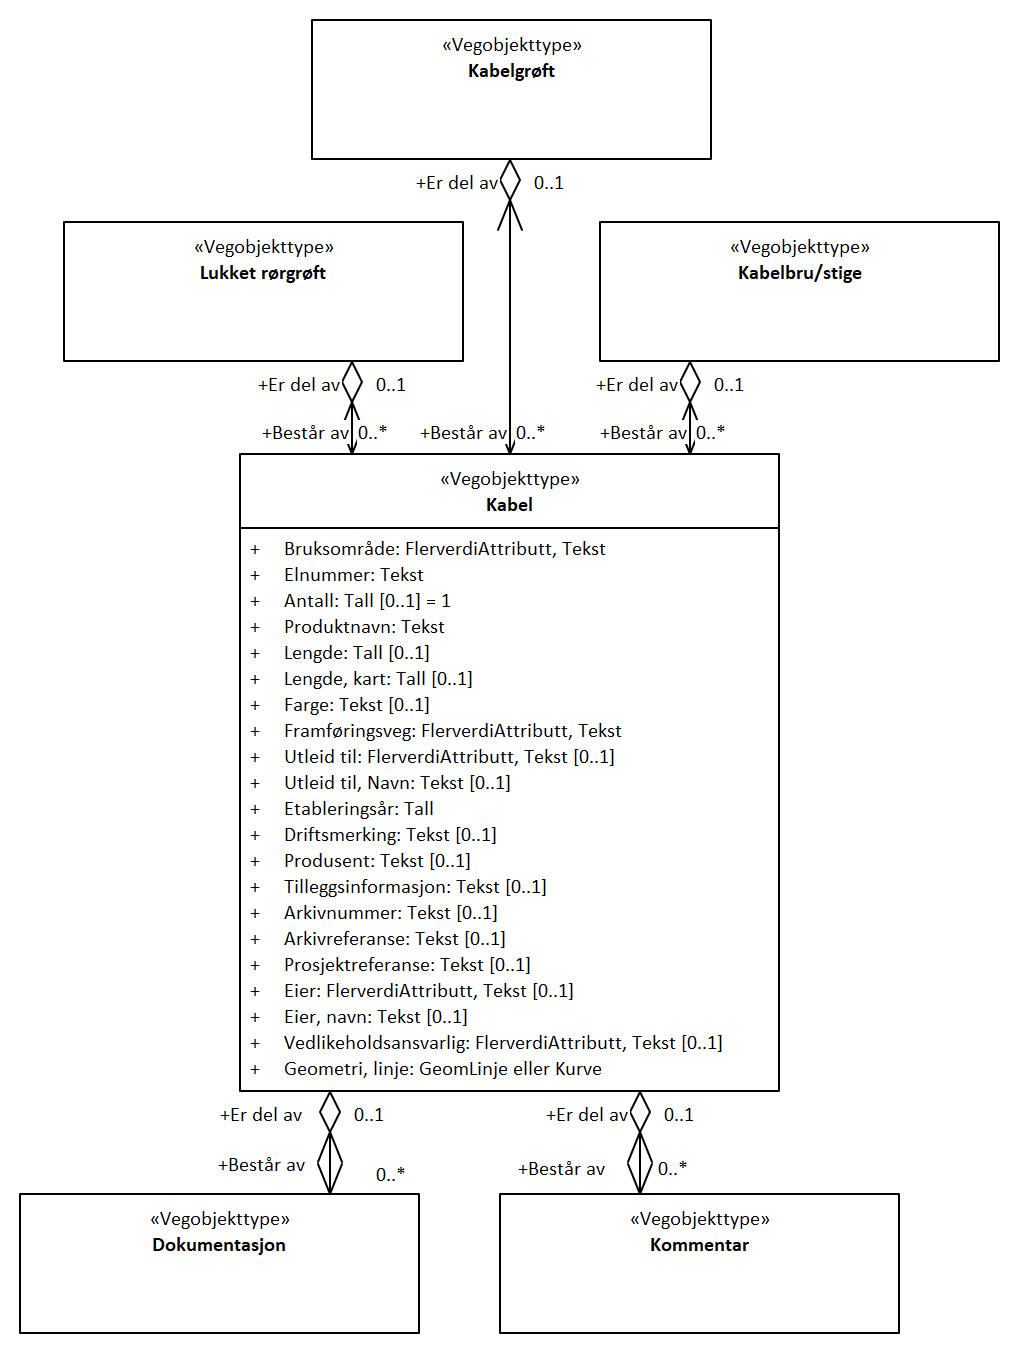 «Vegobjekttype»
Kabelgrøft
+Er del av 0..1
«Vegobjekttype»
Lukket rørgrøft
«Vegobjekttype»
Kabelbru/stige
+Er del av 0..1
+Er del av 0..1
+Består av 0..*
+Består av 0..*
+Består av 0..*
«Vegobjekttype»
Kabel
+ Bruksområde: FlerverdiAttributt, Tekst
+ Elnummer: Tekst
+ Antall: Tall [0..1] = 1
+ Produktnavn: Tekst
+ Lengde: Tall [0..1]
+ Lengde, kart: Tall [0..1]
+ Farge: Tekst [0..1]
+ Framføringsveg: FlerverdiAttributt, Tekst
+ Utleid til: FlerverdiAttributt, Tekst [0..1]
+ Utleid til, Navn: Tekst [0..1]
+ Etableringsår: Tall
+ Driftsmerking: Tekst [0..1]
+ Produsent: Tekst [0..1]
+ Tilleggsinformasjon: Tekst [0..1]
+ Arkivnummer: Tekst [0..1]
+ Arkivreferanse: Tekst [0..1]
+ Prosjektreferanse: Tekst [0..1]
+ Eier: FlerverdiAttributt, Tekst [0..1]
+ Eier, navn: Tekst [0..1]
+ Vedlikeholdsansvarlig: FlerverdiAttributt, Tekst [0..1]
+ Geometri, linje: GeomLinje eller Kurve
+Er del av 0..1
+Er del av 0..1
+Består av 0..*
+Består av 0..*
«Vegobjekttype»
Dokumentasjon
«Vegobjekttype»
Kommentar